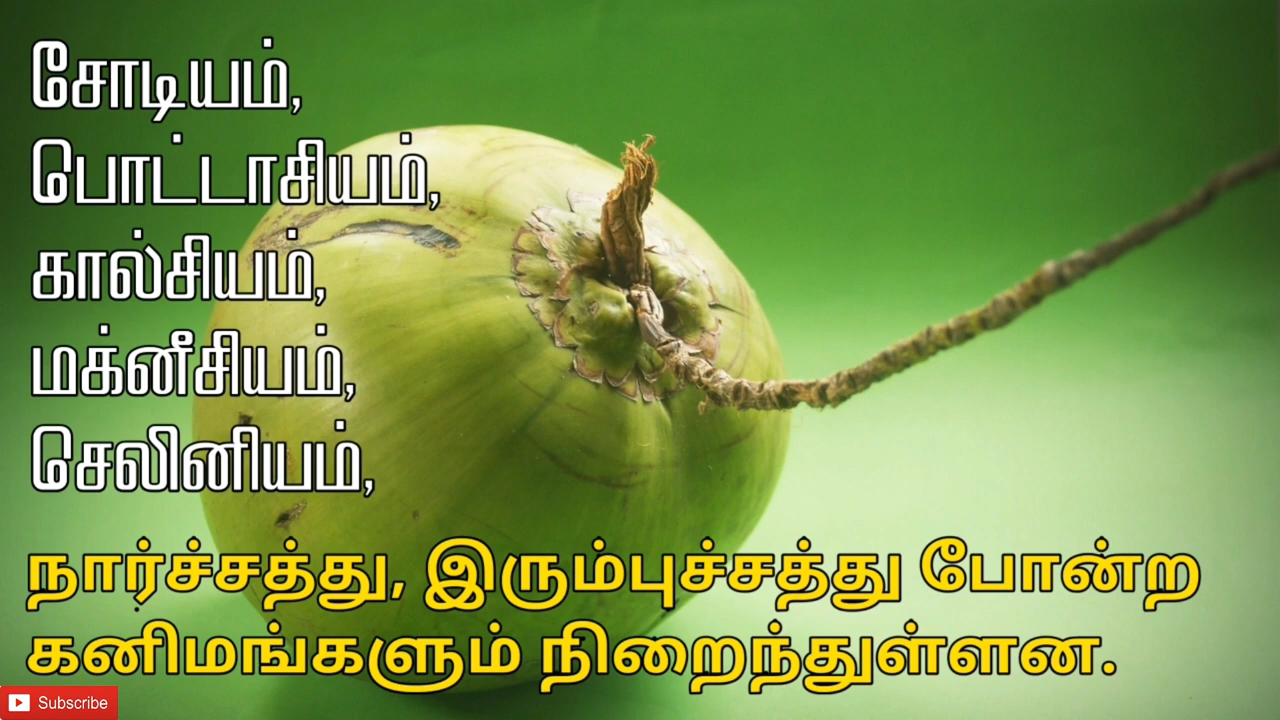 சோடியம்,
பொட்டாசியம்,
கால்சியம்,
மக்னீசியம்,
செலினியம்,
நார்ச்சத்து, இரும்புச்சத்து போன்ற
கனிமங்களும் நிறைந்துள்ளன.
Subscribe